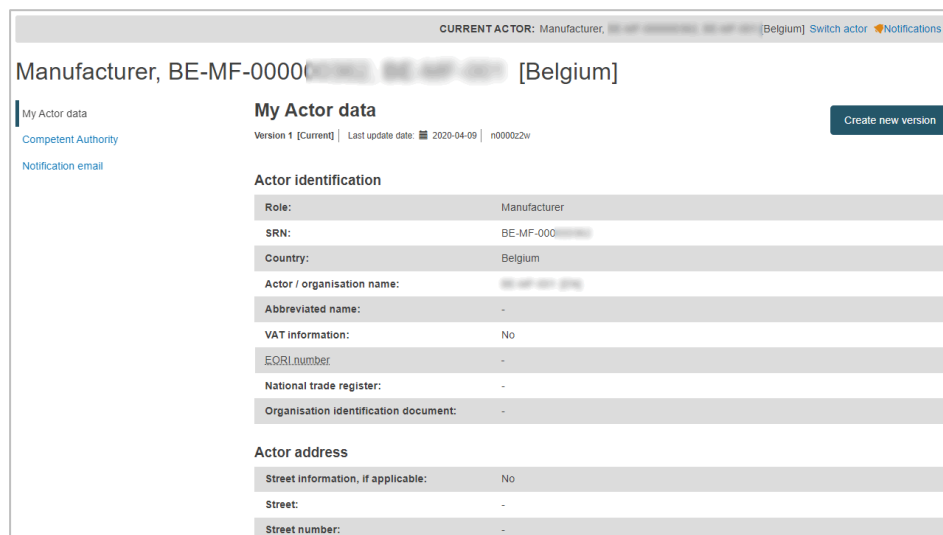 CURRENT ACTOR: Manufacturer, [Belgium] Switch actor Notifications
Manufacturer, BE-MF-0000 [Belgium]
My Actor data
Competent Authority
Notification email
My Actor data
Create new version
Version 1 [Current] Last update date: 2020-04-09 n0000z2w
Actor identification
Role: Manufacturer
SRN: BE-MF-000
Country: Belgium
Actor / organisation name:
Abbreviated name: -
VAT information: No
EORI number -
National trade register: -
Organisation identification document: -
Actor address
Street information, if applicable: No
Street: -
Street number: -